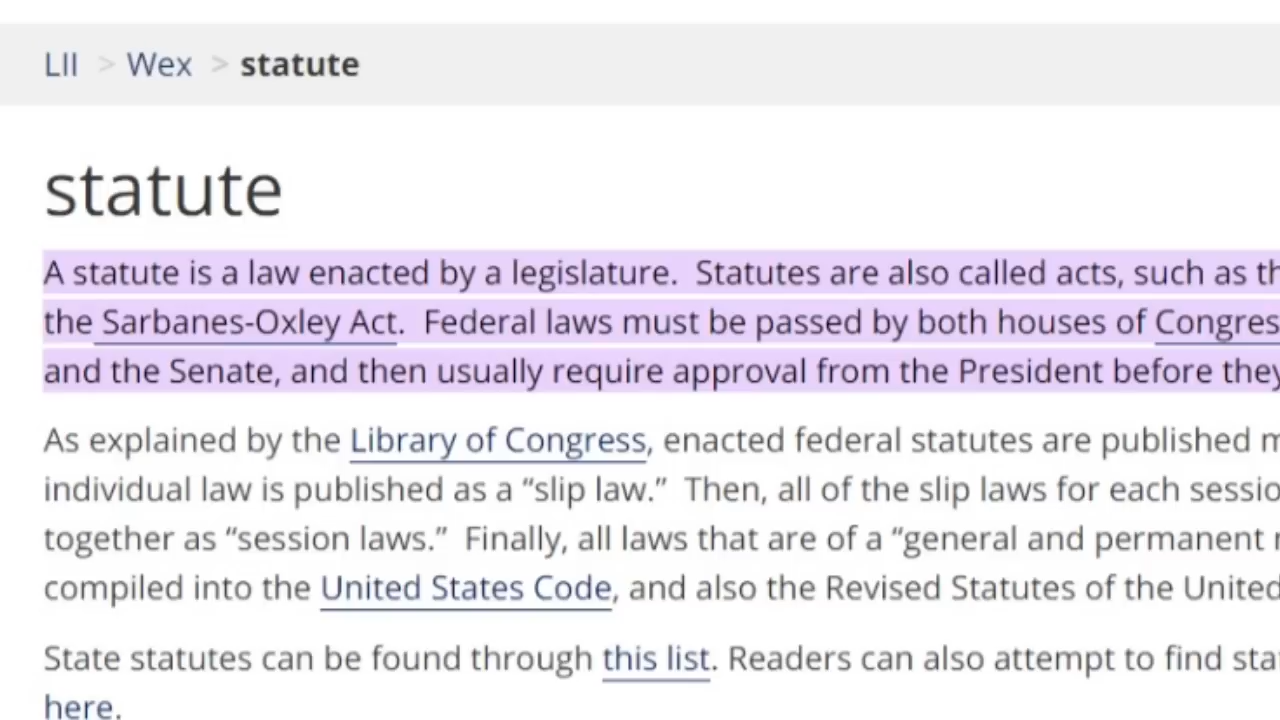 LII > Wex > statute
statute
A statute is a law enacted by a legislature.  Statutes are also called acts, such as
the Sarbanes-Oxley Act.  Federal laws must be passed by both houses of
and the Senate, and then usually require approval from the President before
As explained by the Library of Congress, enacted federal statutes are published
individual law is published as a “slip law.”  Then, all of the slip laws for each
together as “session laws.”  Finally, all laws that are of a “general and permanent
compiled into the United States Code, and also the Revised Statutes of the United
State statutes can be found through this list. Readers can also attempt to find
here.